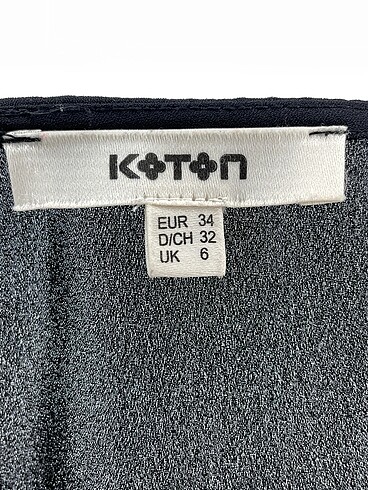 KOTON
EUR 34
D/CH 32
UK 6